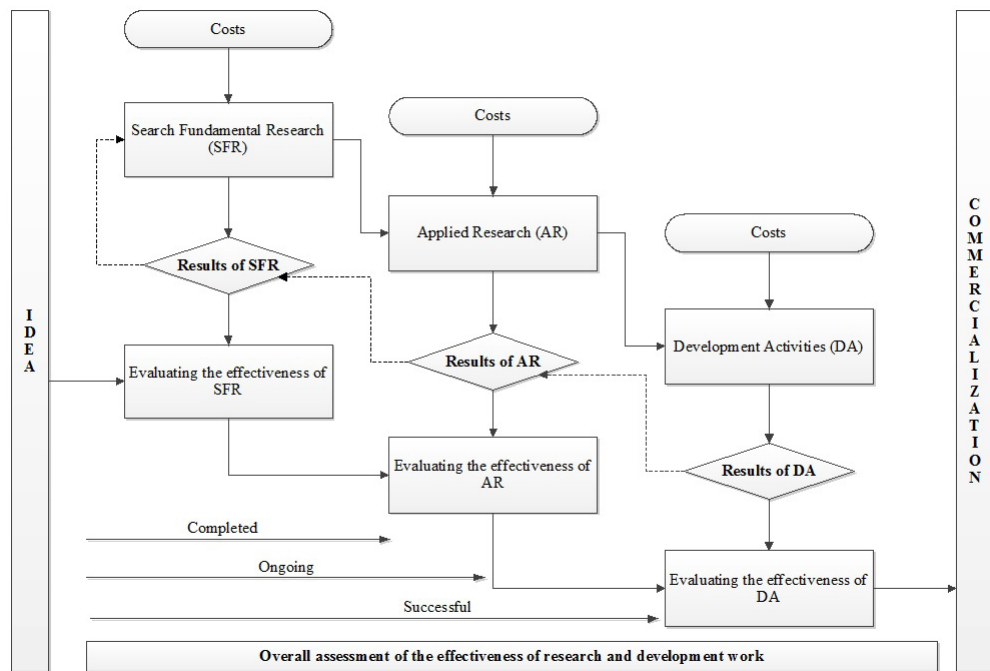 I
D
E
A
Costs
Search Fundamental Research
(SFR)
Results of SFR
Evaluating the effectiveness of
SFR
Costs
Applied Research (AR)
Results of AR
Evaluating the effectiveness of
AR
Costs
Development Activities (DA)
Results of DA
Evaluating the effectiveness of
DA
Completed
Ongoing
Successful
Overall assessment of the effectiveness of research and development work
C
O
M
M
E
R
C
I
A
L
I
Z
A
T
I
O
N